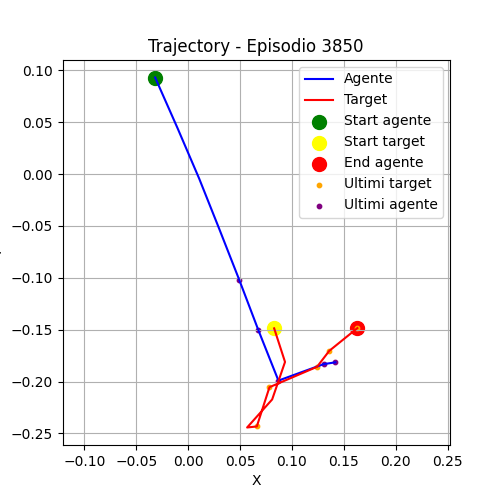 Trajectory - Episodio 3850
Agente
Target
Start agente
Start target
End agente
Ultimi target
Ultimi agente
0.10
0.05
0.00
−0.05
−0.10
−0.15
−0.20
−0.25
−0.10
−0.05
0.00
0.05
0.10
0.15
0.20
0.25
X